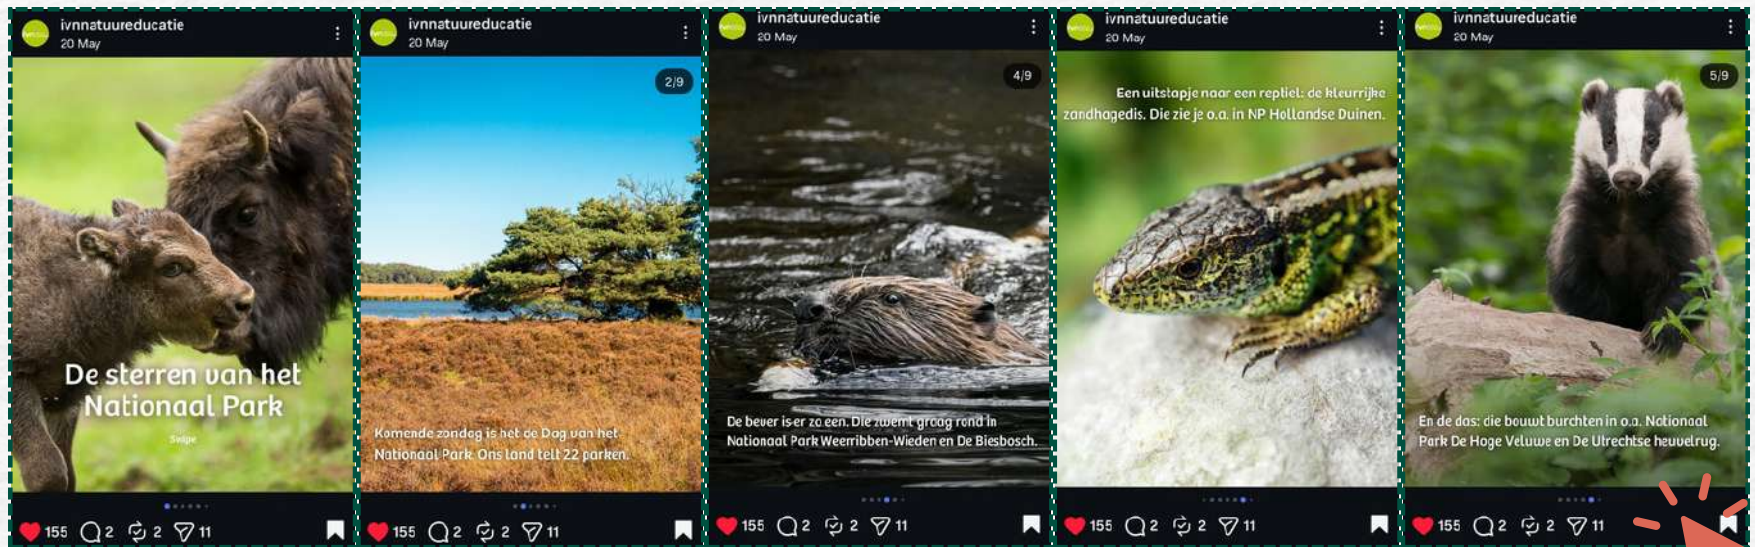 ivnnatuureducatie
20 May
De sterren van het
Nationaal Park
Swipe
155 2 2 11
ivnnatuureducatie
20 May
2/9
Komende zondag is het de Dag van het
Nationaal Park. Ons land telt 22 parken.
155 2 2 11
ivnnatuureducatie
20 May
4/9
De bever is er zo een. Die zwemt graag rond in
Nationaal Park Weerribben-Wieden en De Biesbosch.
155 2 2 11
ivnnatuureducatie
20 May
Een uitstapje naar een reptiel: de kleurrijke
zandhagedis. Die zie je o.a. in NP Hollandse Duinen.
155 2 2 11
ivnnatuureducatie
20 May
5/9
En de das: die bouwt burchten in o.a. Nationaal
Park De Hoge Veluwe en De Utrechtse heuvelrug.
155 2 2 11